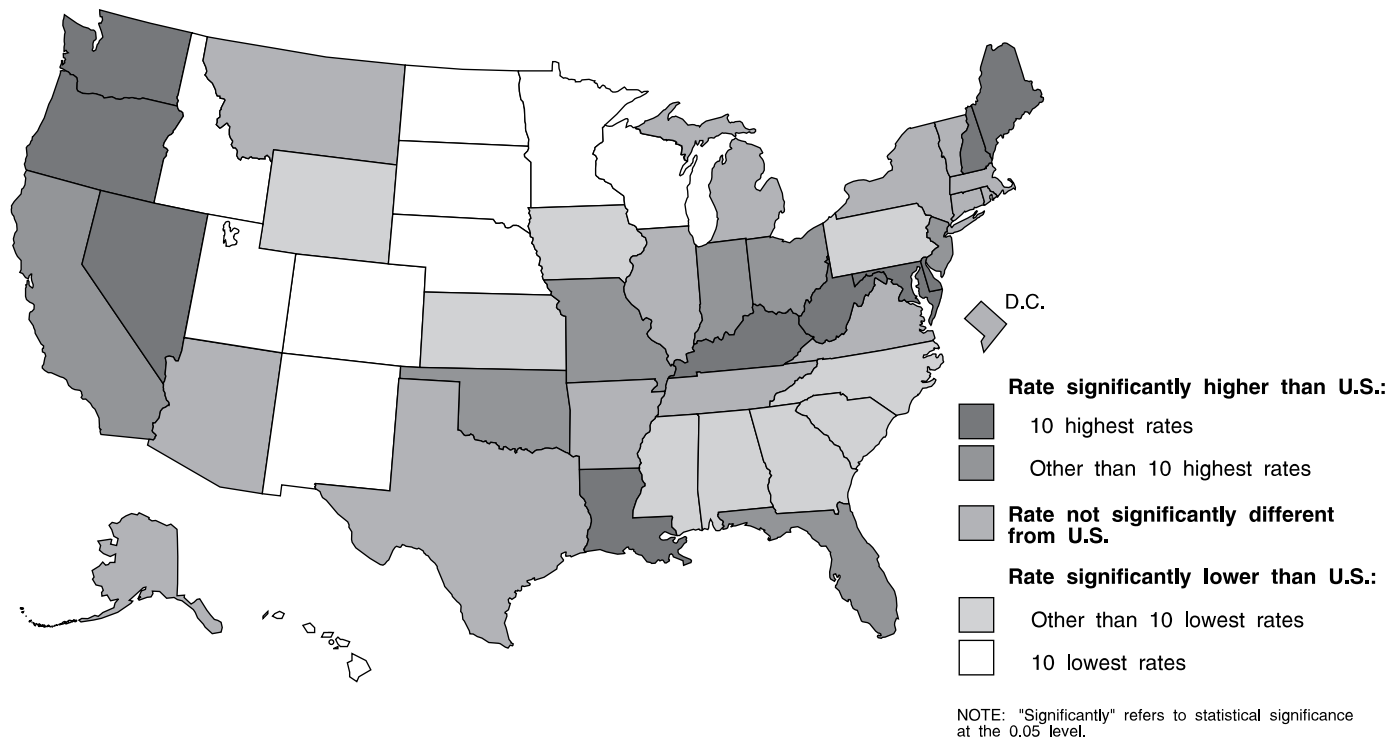 D.C.
Rate significantly higher than U.S.:
10 highest rates
Other than 10 highest rates
Rate not significantly different
from U.S.
Rate significantly lower than U.S.:
Other than 10 lowest rates
10 lowest rates
NOTE: "Significantly" refers to statistical significance
at the 0.05 level.